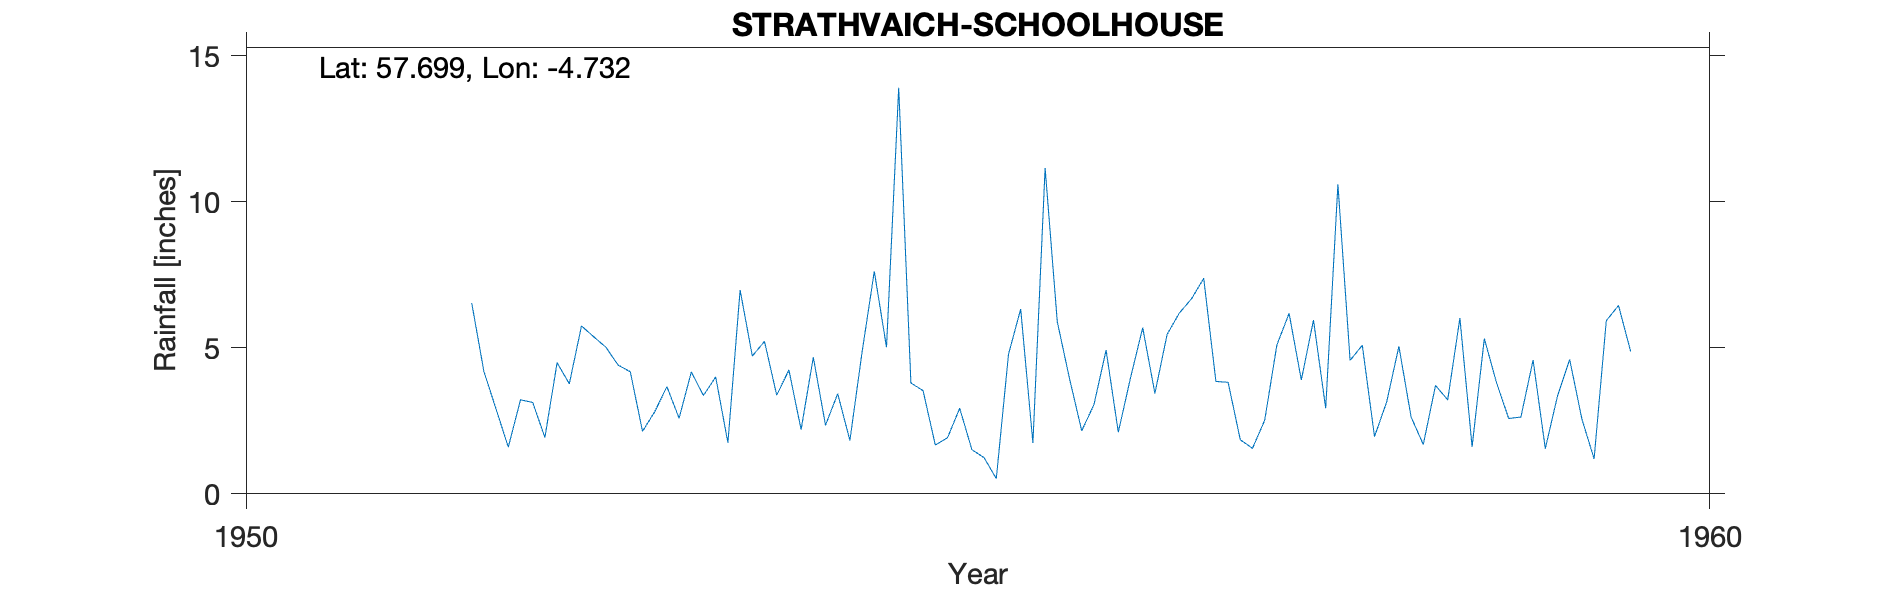 STRATHVAICH-SCHOOLHOUSE
Lat: 57.699, Lon: -4.732
15
10
5
0
Rainfall [inches]
1950
1960
Year